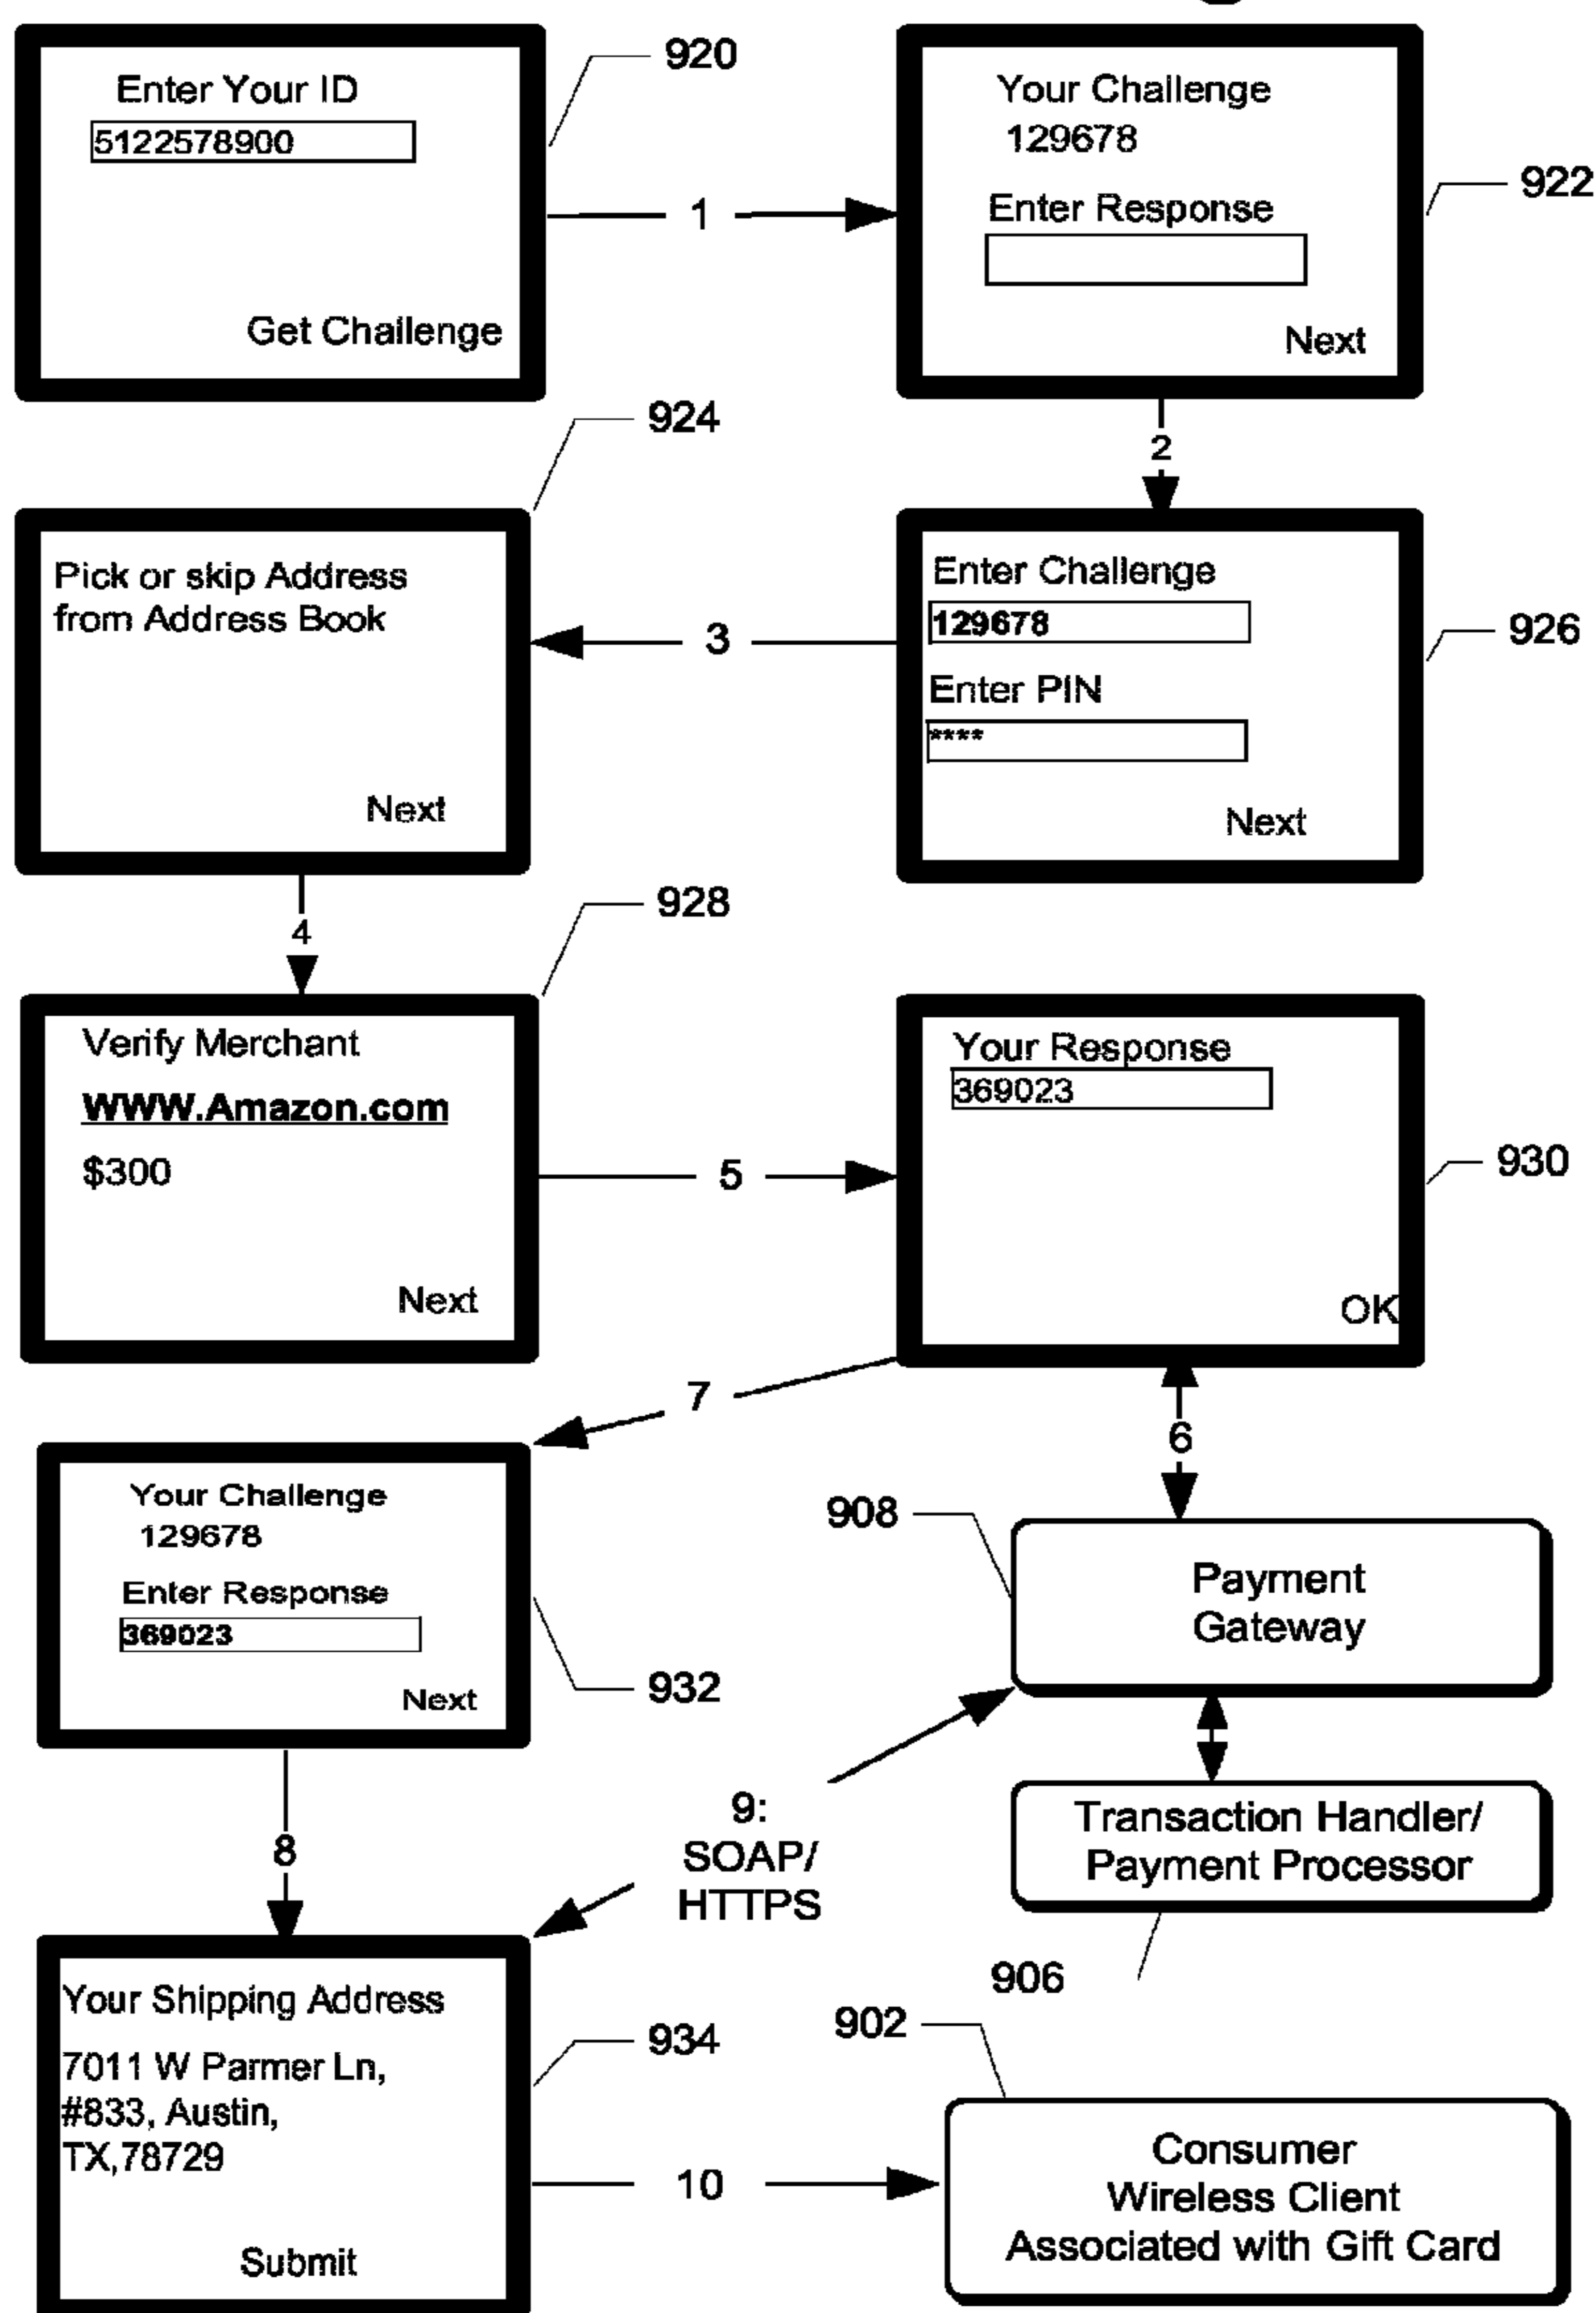 Enter Your ID
5122578900
Get Challenge
920
1
Your Challenge
129678
Enter Response
Next
922
2
924
Pick or skip Address
from Address Book
Next
3
Enter Challenge
129678
Enter PIN
****
Next
926
4
928
Verify Merchant
WWW.Amazon.com
$300
Next
5
Your Response
369023
OK
930
7
6
Your Challenge
129678
Enter Response
369023
Next
932
908
Payment
Gateway
8
9:
SOAP/
HTTPS
Transaction Handler/
Payment Processor
906
Your Shipping Address
7011 W Parmer Ln,
#833, Austin,
TX,78729
Submit
934
902
10
Consumer
Wireless Client
Associated with Gift Card